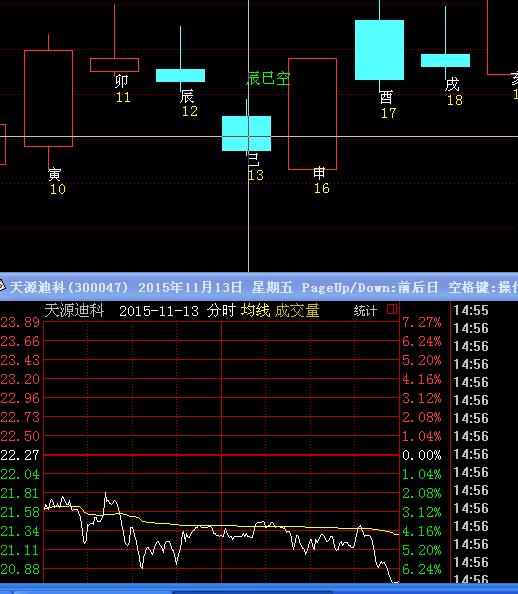 辰巳空
卯
11
辰
12
酉
17
戌
18
亥
巳
13
寅
10
申
16
天源迪科(300047) 2015年11月13日 星期五 PageUp/Down:前后日 空格键:操作
天源迪科 2015-11-13 分时 均线 成交量 统计
23.89 7.27% 14:55
23.66 6.24% 14:56
23.43 5.20% 14:56
23.20 4.16% 14:56
22.96 3.12% 14:56
22.73 2.08% 14:56
22.50 1.04% 14:56
22.27 0.00% 14:56
22.04 1.04% 14:56
21.81 2.08% 14:56
21.58 3.12% 14:56
21.34 4.16% 14:56
21.11 5.20% 14:56
20.88 6.24% 14:56
14:56
14:56